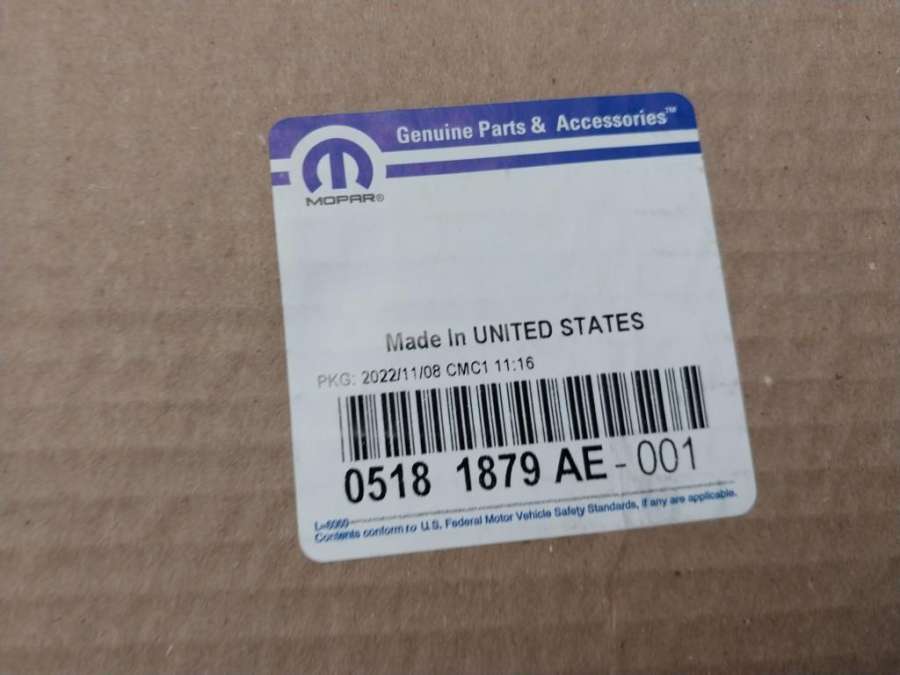 Genuine Parts & Accessories™
MOPAR®
Made In UNITED STATES
PKG: 2022/11/08 CMC1 11:16
0518 1879 AE - 001
L-6060
Contents conform to U.S. Federal Motor Vehicle Safety Standards, if any are applicable.